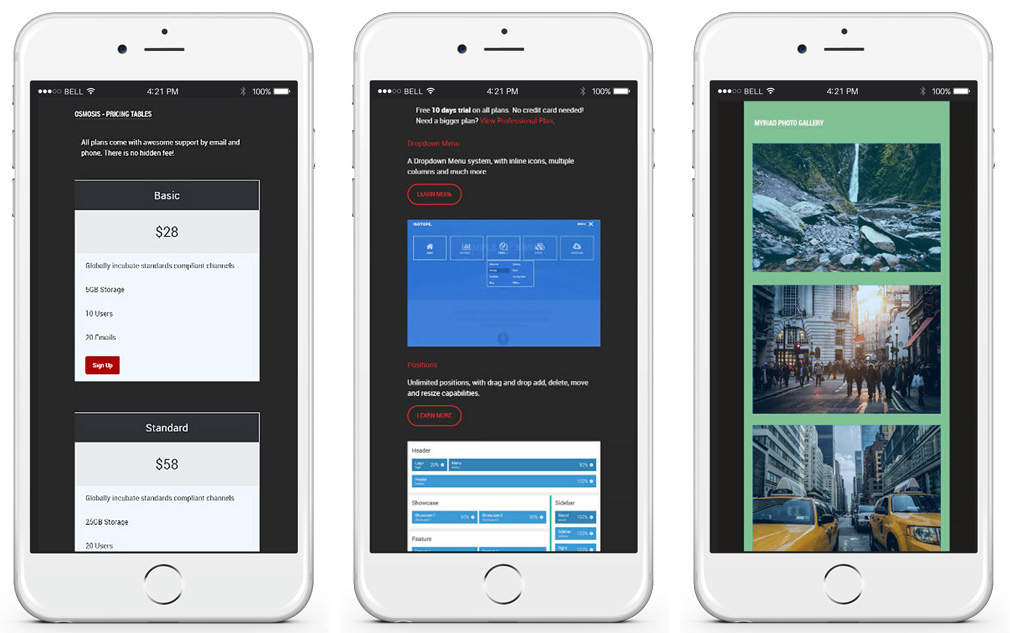 BELL
4:21 PM
100%
OSMOSIS - PRICING TABLES
All plans come with awesome support by email and
phone. There is no hidden fee!
Basic
$28
Globally incubate standards compliant channels
5GB Storage
10 Users
20 Emails
Sign Up
Standard
$58
Globally incubate standards compliant channels
25GB Storage
20 Users
BELL
4:21 PM
100%
Free 10 days trial on all plans. No credit card needed!
Need a bigger plan? View Professional Plan.
Dropdown Menu
A Dropdown Menu system, with inline icons, multiple
columns and much more
LEARN MORE
ISOTOPE.
Positions
Unlimited positions, with drag and drop add, delete, move
and resize capabilities.
LEARN MORE
Header
Logo 20% Menu 80%
Header 100%
Showcase
Sidebar
Showcase-1 50% Showcase-2 50%
100%
Sidebar 100%
Feature
100%
BELL
4:21 PM
100%
MYRIAD PHOTO GALLERY